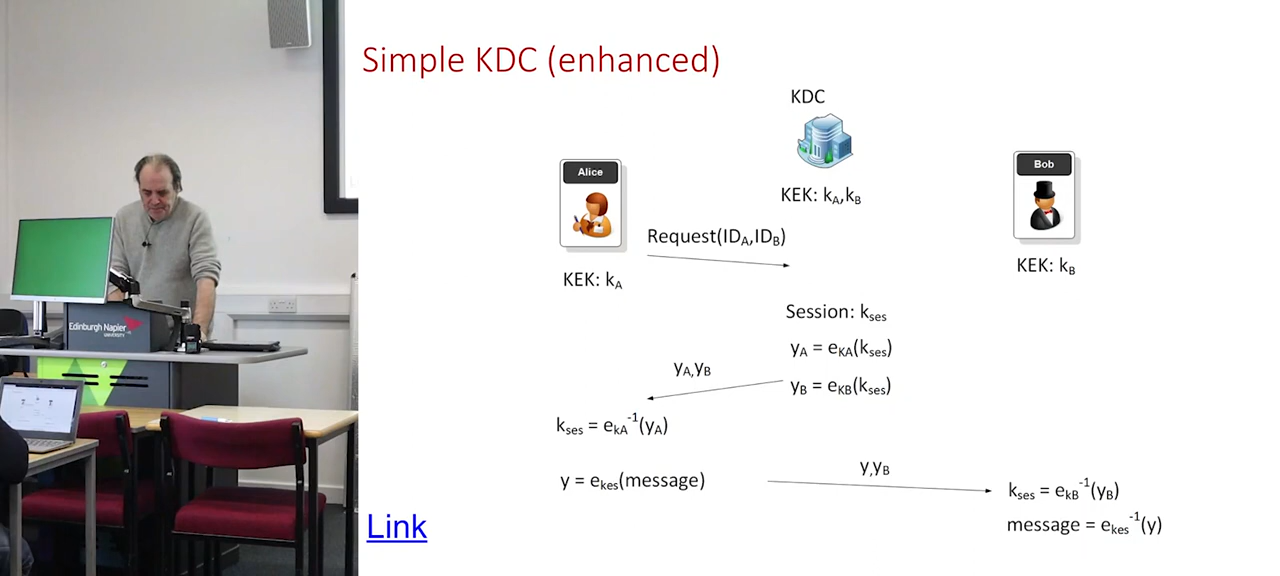 Simple KDC (enhanced)
KDC
Alice
Bob
KEK: kA,kB
Request(IDA,IDB)
KEK: kA
KEK: kB
Session: kses
yA = eKA(kses)
yA,yB
yB = eKB(kses)
kses = ekA-1(yA)
y,yB
y = ekes(message)
kses = ekB-1(yB)
message = ekes-1(y)
Link
Edinburgh Napier
UNIVERSITY